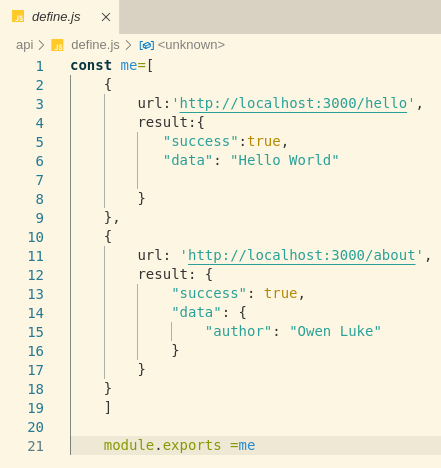 define.js
api > define.js > <unknown>
1 const me=[
2 {
3 url:'http://localhost:3000/hello',
4 result:{
5 "success":true,
6 "data": "Hello World"
7
8 }
9 },
10 {
11 url: 'http://localhost:3000/about',
12 result: {
13 "success": true,
14 "data": {
15 "author": "Owen Luke"
16 }
17 }
18 }
19 ]
20
21 module.exports =me